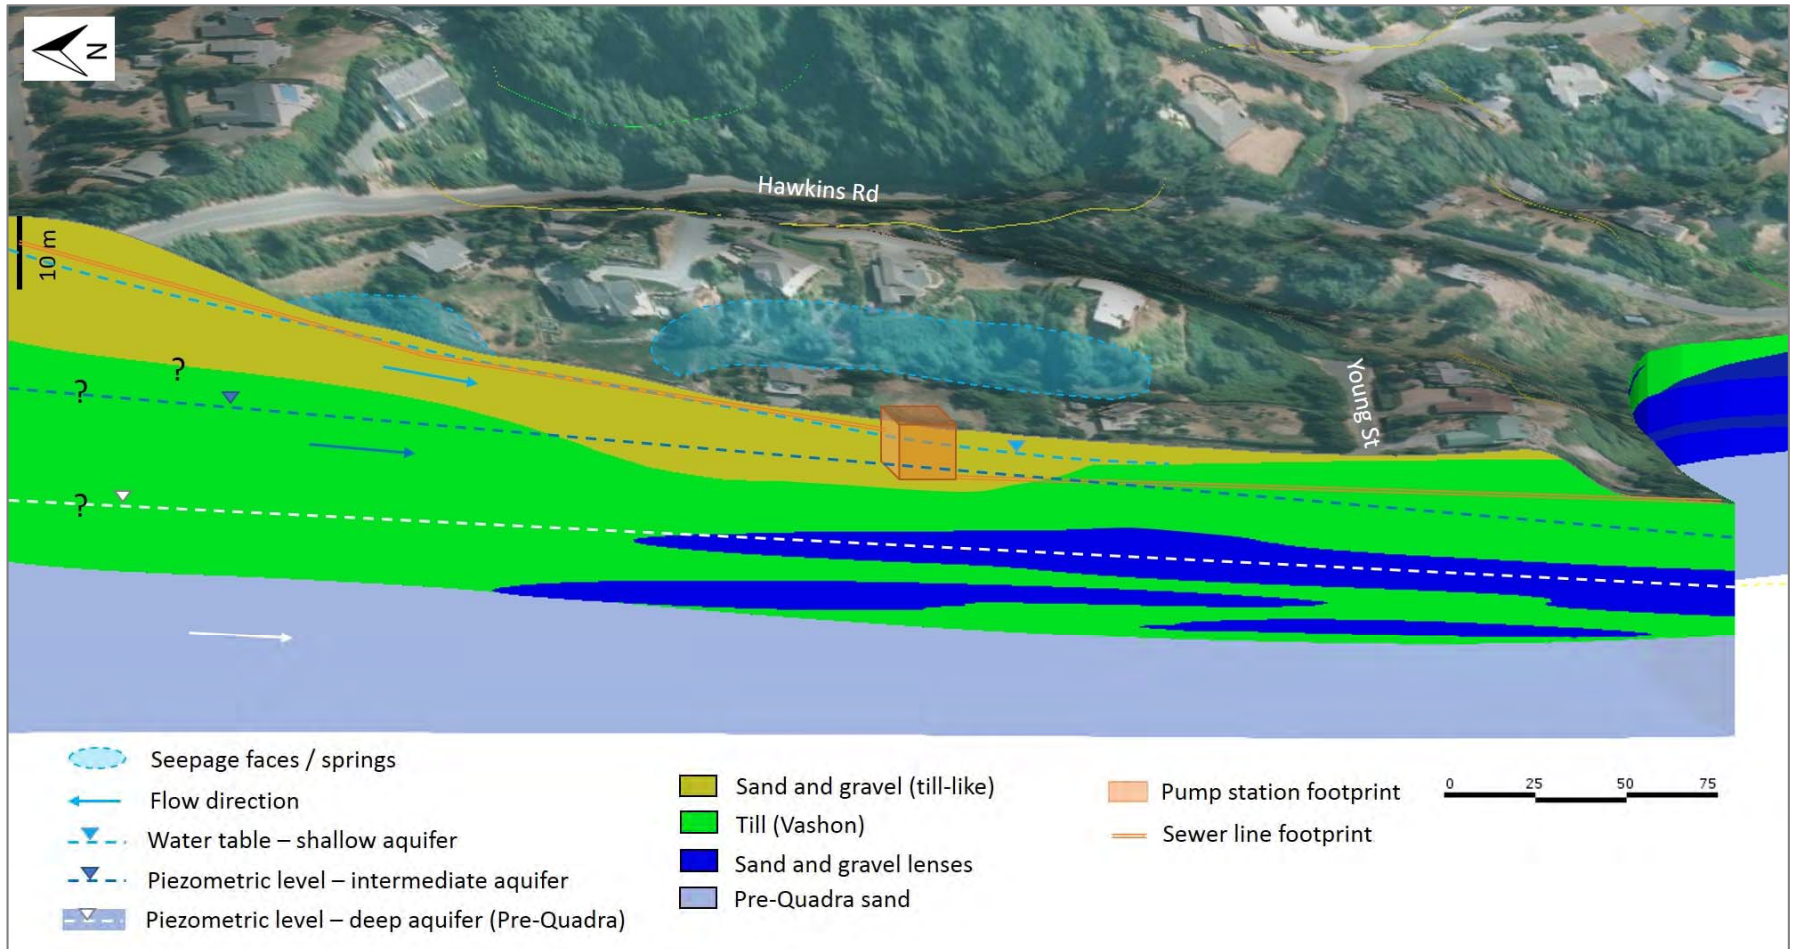 N
Hawkins Rd
10 m
Young St
?
?
?
Seepage faces / springs
Flow direction
Water table – shallow aquifer
Piezometric level – intermediate aquifer
Piezometric level – deep aquifer (Pre-Quadra)
Sand and gravel (till-like)
Till (Vashon)
Sand and gravel lenses
Pre-Quadra sand
Pump station footprint
Sewer line footprint
0 25 50 75